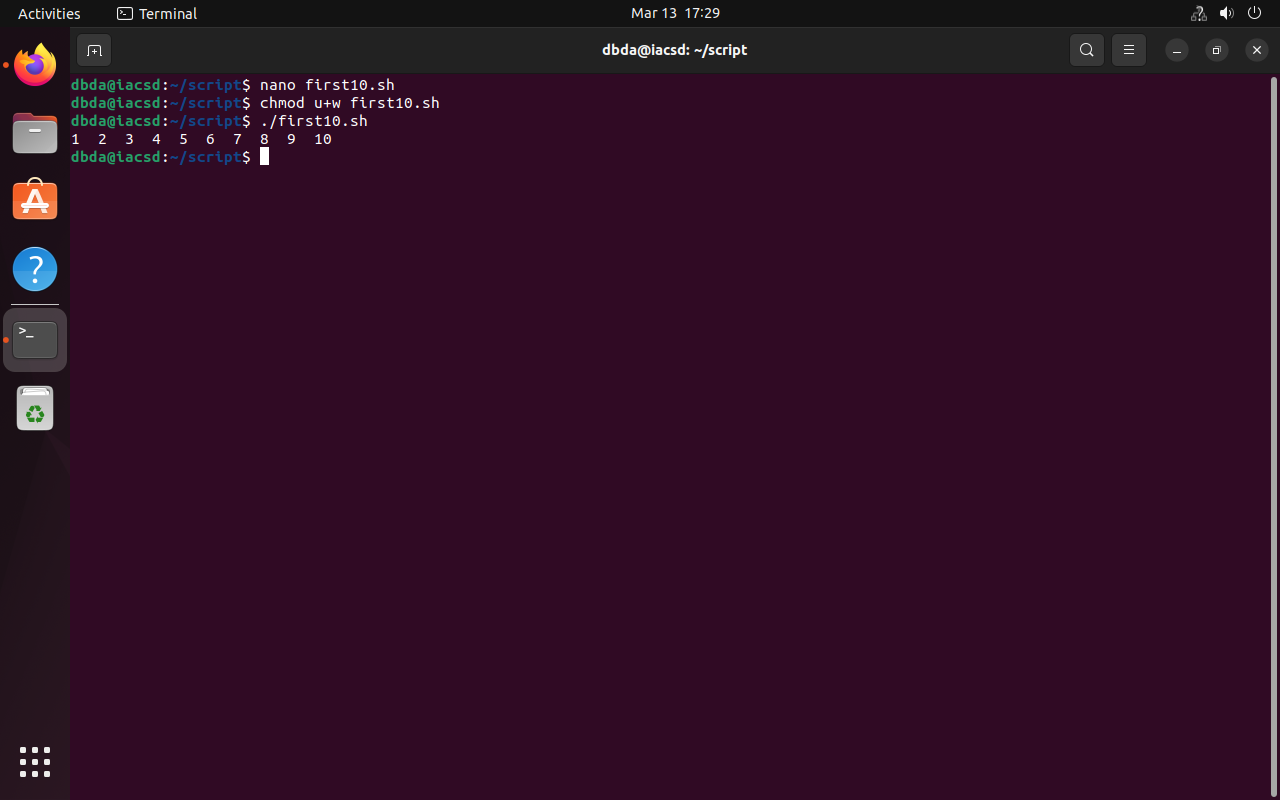 Activities Terminal Mar 13 17:29
dbda@iacsd: ~/script
dbda@iacsd:~/script$ nano first10.sh
dbda@iacsd:~/script$ chmod u+w first10.sh
dbda@iacsd:~/script$ ./first10.sh
1  2  3  4  5  6  7  8  9  10
dbda@iacsd:~/script$